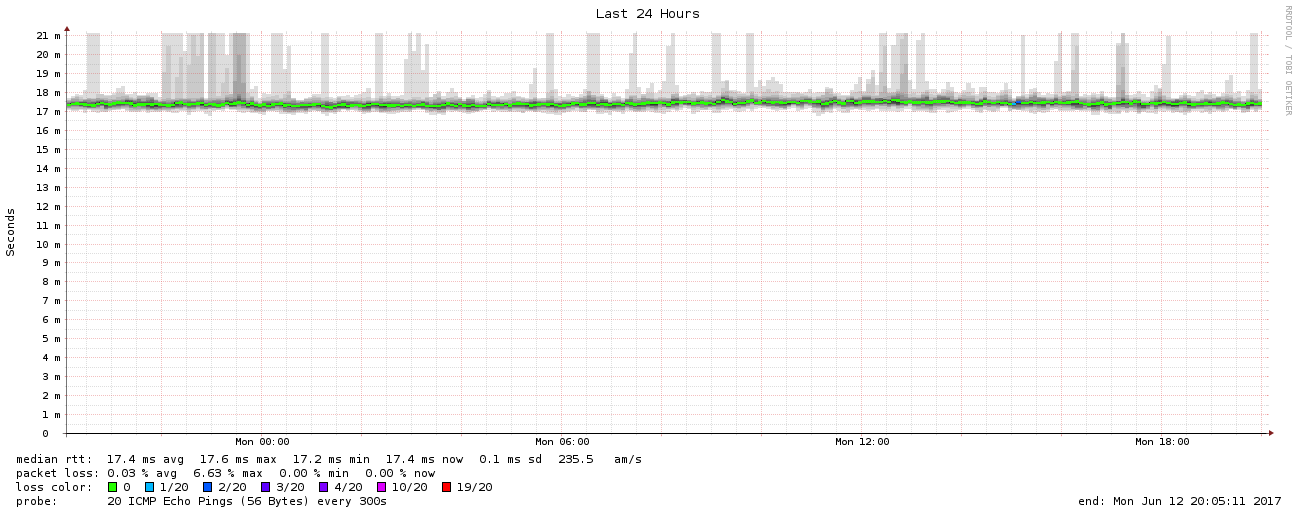 Last 24 Hours
RRDTOOL / TOBI OETIKER
Seconds
21 m
20 m
19 m
18 m
17 m
16 m
15 m
14 m
13 m
12 m
11 m
10 m
9 m
8 m
7 m
6 m
5 m
4 m
3 m
2 m
1 m
0
Mon 00:00 Mon 06:00 Mon 12:00 Mon 18:00
median rtt: 17.4 ms avg 17.6 ms max 17.2 ms min 17.4 ms now 0.1 ms sd 235.5 am/s
packet loss: 0.03 % avg 6.63 % max 0.00 % min 0.00 % now
loss color: 0 1/20 2/20 3/20 4/20 10/20 19/20
probe: 20 ICMP Echo Pings (56 Bytes) every 300s end: Mon Jun 12 20:05:11 2017